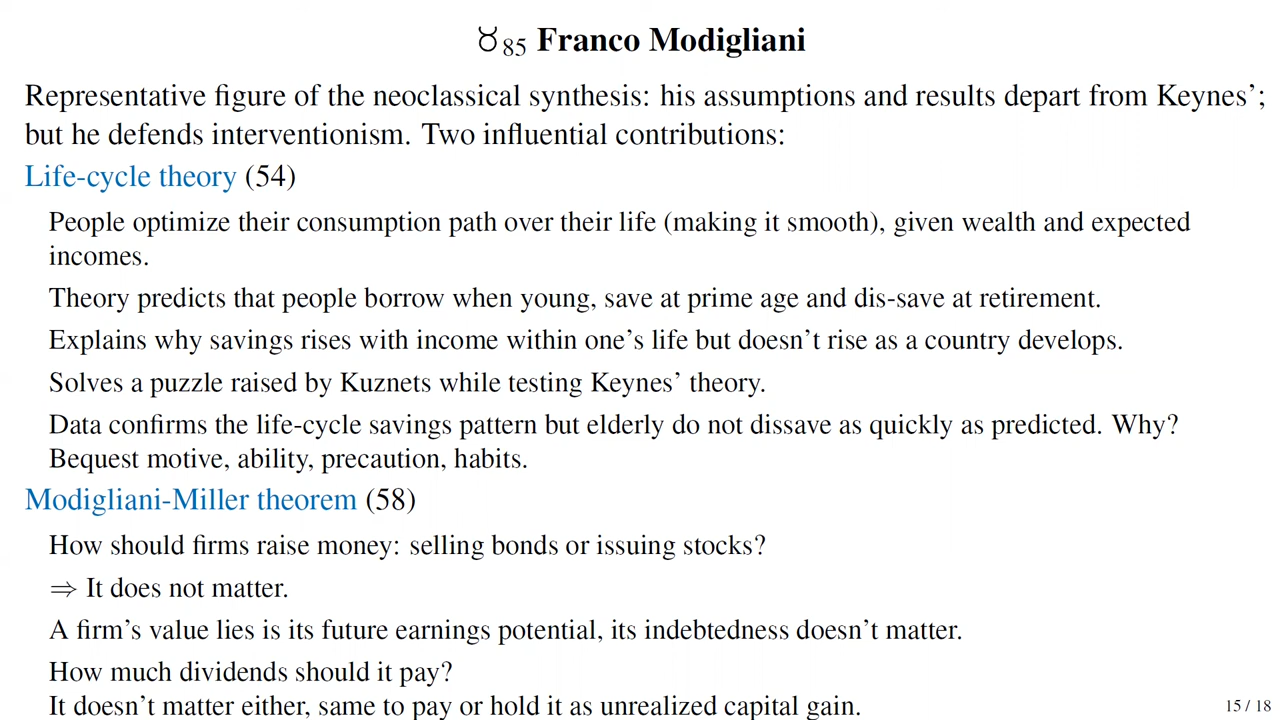 ♉85 Franco Modigliani
Representative figure of the neoclassical synthesis: his assumptions and results depart from Keynes’;
but he defends interventionism. Two influential contributions:
Life-cycle theory (54)
People optimize their consumption path over their life (making it smooth), given wealth and expected
incomes.
Theory predicts that people borrow when young, save at prime age and dis-save at retirement.
Explains why savings rises with income within one’s life but doesn’t rise as a country develops.
Solves a puzzle raised by Kuznets while testing Keynes’ theory.
Data confirms the life-cycle savings pattern but elderly do not dissave as quickly as predicted. Why?
Bequest motive, ability, precaution, habits.
Modigliani-Miller theorem (58)
How should firms raise money: selling bonds or issuing stocks?
⇒ It does not matter.
A firm’s value lies is its future earnings potential, its indebtedness doesn’t matter.
How much dividends should it pay?
It doesn’t matter either, same to pay or hold it as unrealized capital gain.
15 / 18